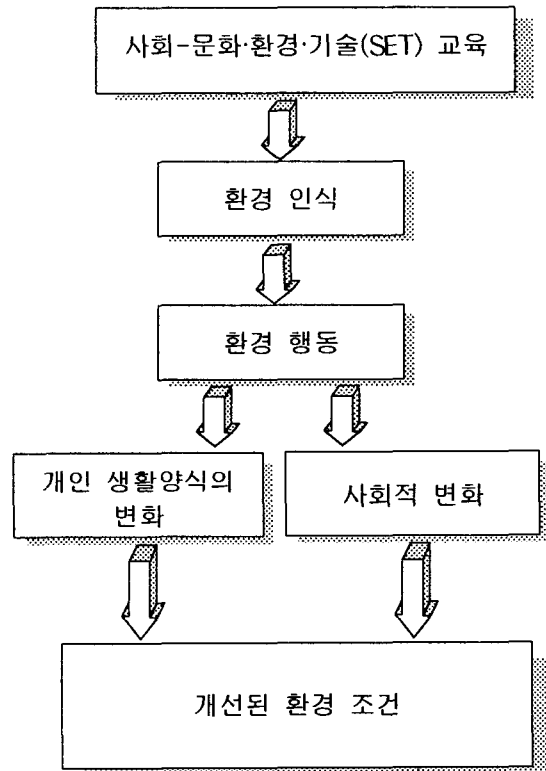 사회-문화·환경·기술(SET) 교육
환경 인식
환경 행동
개인 생활양식의
변화
사회적 변화
개선된 환경 조건